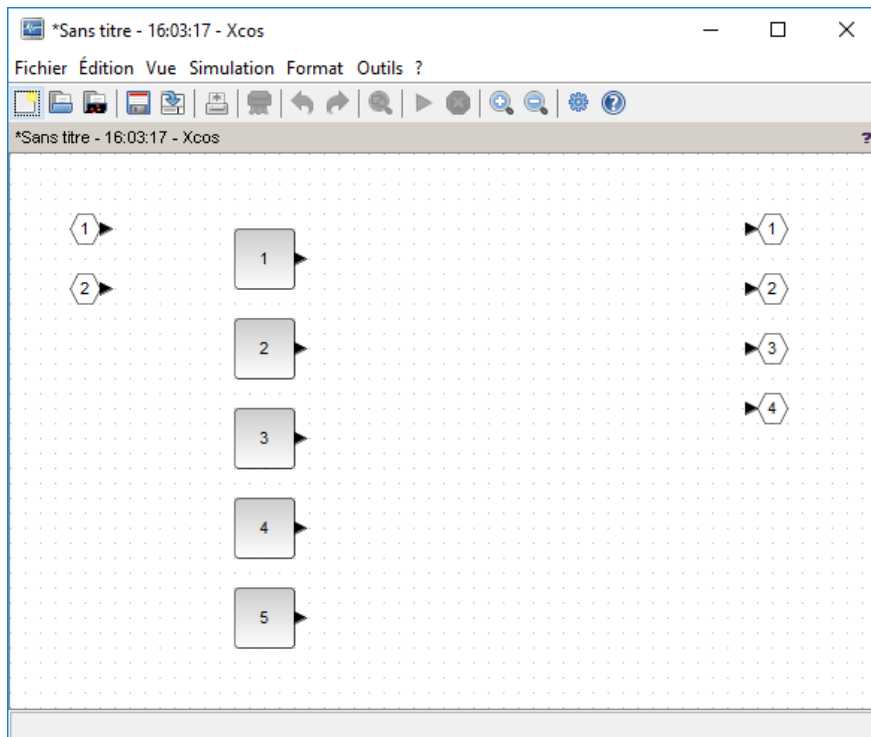 *Sans titre - 16:03:17 - Xcos
Fichier Édition Vue Simulation Format Outils ?
*Sans titre - 16:03:17 - Xcos ?
1 1
1
2 2
2 3
4
3
4
5